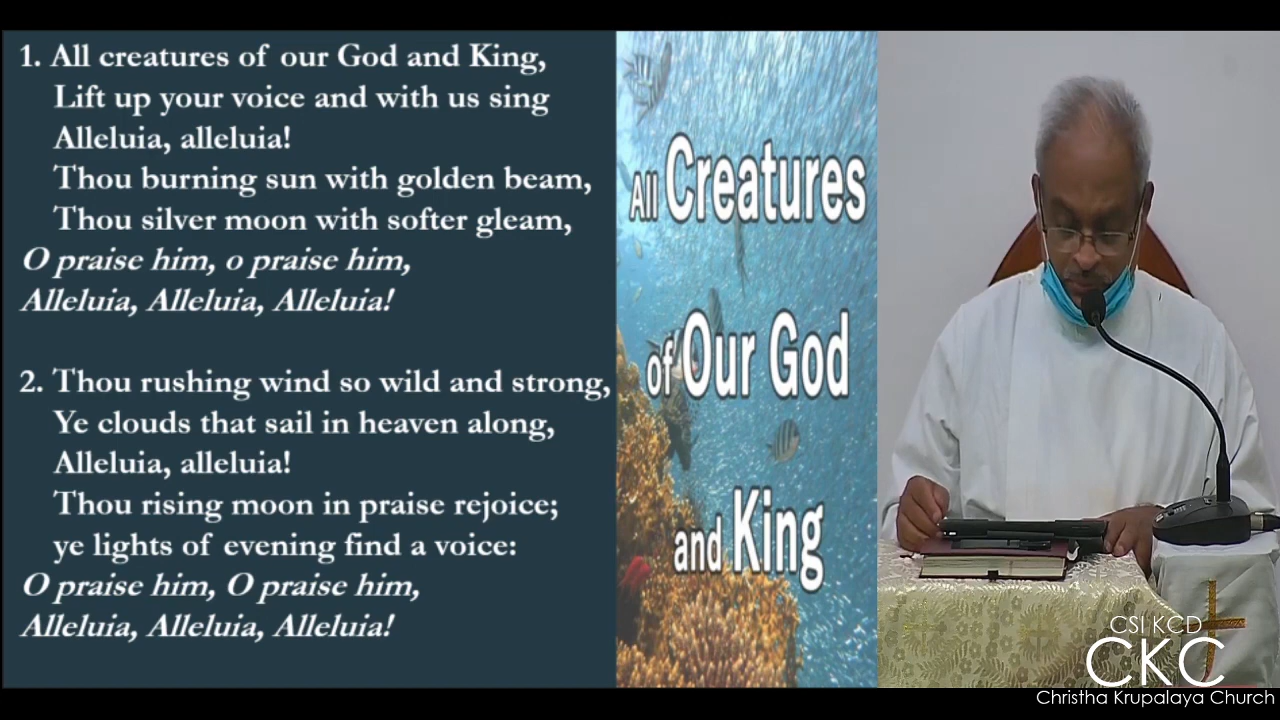 1. All creatures of our God and King,
Lift up your voice and with us sing
Alleluia, alleluia!
Thou burning sun with golden beam,
Thou silver moon with softer gleam,
O praise him, o praise him,
Alleluia, Alleluia, Alleluia!
2. Thou rushing wind so wild and strong,
Ye clouds that sail in heaven along,
Alleluia, alleluia!
Thou rising moon in praise rejoice;
ye lights of evening find a voice:
O praise him, O praise him,
Alleluia, Alleluia, Alleluia!
All Creatures
of Our God
and King
CSI KCD
CKC
Christha Krupalaya Church